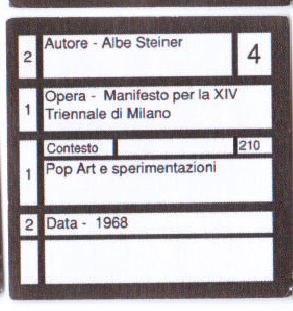 2 Autore - Albe Steiner 4
1 Opera - Manifesto per la XIV
Triennale di Milano
Contesto 210
1 Pop Art e sperimentazioni
2 Data - 1968